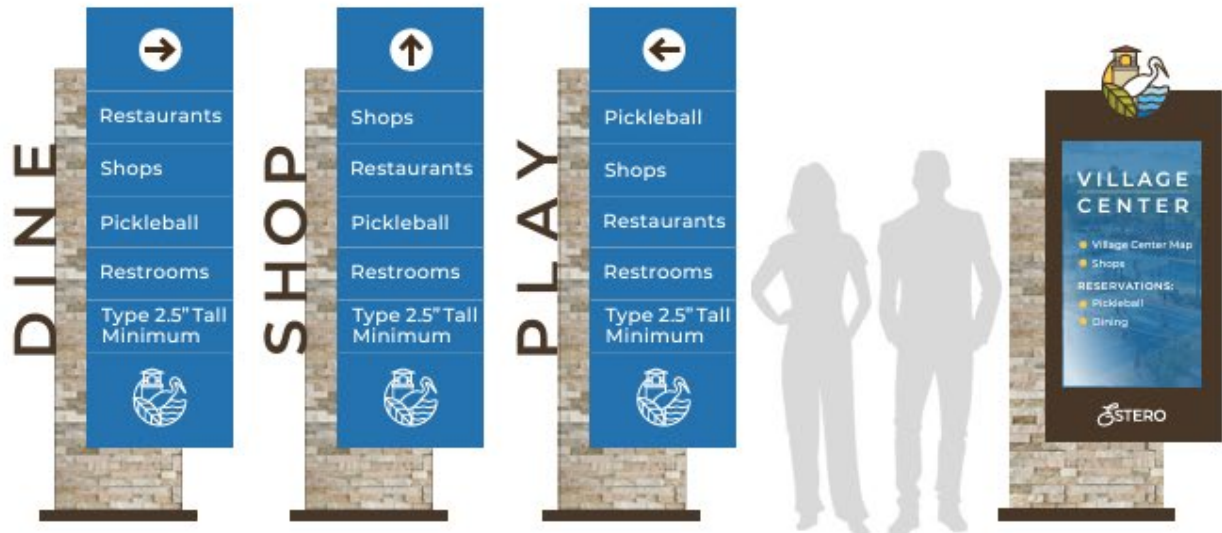 DINE
Restaurants
Shops
Pickleball
Restrooms
Type 2.5" Tall
Minimum
SHOP
Shops
Restaurants
Pickleball
Restrooms
Type 2.5" Tall
Minimum
PLAY
Pickleball
Shops
Restaurants
Restrooms
Type 2.5" Tall
Minimum
VILLAGE
CENTER
Village Center Map
Shops
RESERVATIONS:
Pickleball
Dining
ESTERO